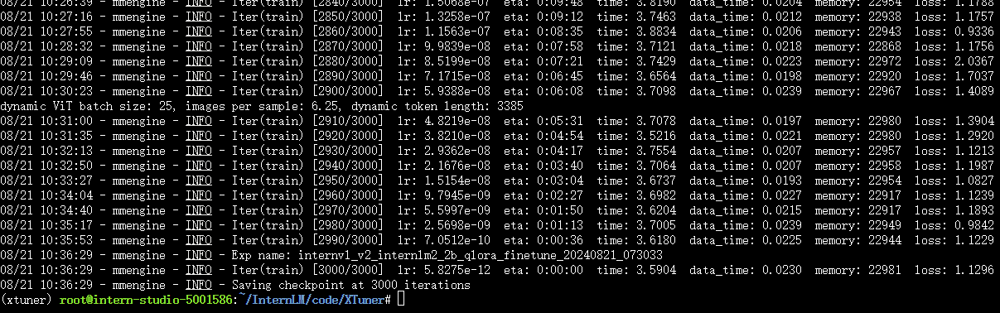 08/21 10:26:39 - mmengine - INFO - Iter(train) [2840/3000] lr: 1.5068e-07 eta: 0:09:48 time: 3.8190 data_time: 0.0204 memory: 22954 loss: 1.1788
08/21 10:27:16 - mmengine - INFO - Iter(train) [2850/3000] lr: 1.3258e-07 eta: 0:09:12 time: 3.7463 data_time: 0.0212 memory: 22938 loss: 1.1757
08/21 10:27:55 - mmengine - INFO - Iter(train) [2860/3000] lr: 1.1563e-07 eta: 0:08:35 time: 3.8834 data_time: 0.0206 memory: 22943 loss: 0.9336
08/21 10:28:32 - mmengine - INFO - Iter(train) [2870/3000] lr: 9.9839e-08 eta: 0:07:58 time: 3.7121 data_time: 0.0218 memory: 22868 loss: 1.1756
08/21 10:29:09 - mmengine - INFO - Iter(train) [2880/3000] lr: 8.5199e-08 eta: 0:07:21 time: 3.7429 data_time: 0.0223 memory: 22972 loss: 2.0367
08/21 10:29:46 - mmengine - INFO - Iter(train) [2890/3000] lr: 7.1715e-08 eta: 0:06:45 time: 3.6564 data_time: 0.0198 memory: 22920 loss: 1.7037
08/21 10:30:23 - mmengine - INFO - Iter(train) [2900/3000] lr: 5.9388e-08 eta: 0:06:08 time: 3.7098 data_time: 0.0239 memory: 22967 loss: 1.4089
dynamic ViT batch size: 25, images per sample: 6.25, dynamic token length: 3385
08/21 10:31:00 - mmengine - INFO - Iter(train) [2910/3000] lr: 4.8219e-08 eta: 0:05:31 time: 3.7078 data_time: 0.0197 memory: 22980 loss: 1.3904
08/21 10:31:35 - mmengine - INFO - Iter(train) [2920/3000] lr: 3.8210e-08 eta: 0:04:54 time: 3.5216 data_time: 0.0221 memory: 22980 loss: 1.2920
08/21 10:32:13 - mmengine - INFO - Iter(train) [2930/3000] lr: 2.9362e-08 eta: 0:04:17 time: 3.7554 data_time: 0.0207 memory: 22957 loss: 1.1213
08/21 10:32:50 - mmengine - INFO - Iter(train) [2940/3000] lr: 2.1676e-08 eta: 0:03:40 time: 3.7064 data_time: 0.0207 memory: 22958 loss: 1.1987
08/21 10:33:27 - mmengine - INFO - Iter(train) [2950/3000] lr: 1.5154e-08 eta: 0:03:04 time: 3.6737 data_time: 0.0193 memory: 22954 loss: 1.0827
08/21 10:34:04 - mmengine - INFO - Iter(train) [2960/3000] lr: 9.7945e-09 eta: 0:02:27 time: 3.6982 data_time: 0.0227 memory: 22917 loss: 1.1239
08/21 10:34:40 - mmengine - INFO - Iter(train) [2970/3000] lr: 5.5997e-09 eta: 0:01:50 time: 3.6204 data_time: 0.0215 memory: 22917 loss: 1.1893
08/21 10:35:17 - mmengine - INFO - Iter(train) [2980/3000] lr: 2.5698e-09 eta: 0:01:13 time: 3.7005 data_time: 0.0239 memory: 22949 loss: 0.9842
08/21 10:35:53 - mmengine - INFO - Iter(train) [2990/3000] lr: 7.0512e-10 eta: 0:00:36 time: 3.6180 data_time: 0.0225 memory: 22944 loss: 1.1229
08/21 10:36:29 - mmengine - INFO - Exp name: internvl_v2_internlm2_2b_qlora_finetune_20240821_073033
08/21 10:36:29 - mmengine - INFO - Iter(train) [3000/3000] lr: 5.8275e-12 eta: 0:00:00 time: 3.5904 data_time: 0.0230 memory: 22981 loss: 1.1296
08/21 10:36:29 - mmengine - INFO - Saving checkpoint at 3000 iterations
(xtuner) root@intern-studio-5001586:~/InternLM/code/XTuner#